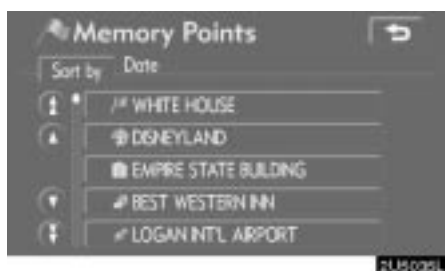 Memory Points
Sort by Date
WHITE HOUSE
DISNEYLAND
EMPIRE STATE BUILDING
BEST WESTERN INN
LOGAN INT'L AIRPORT